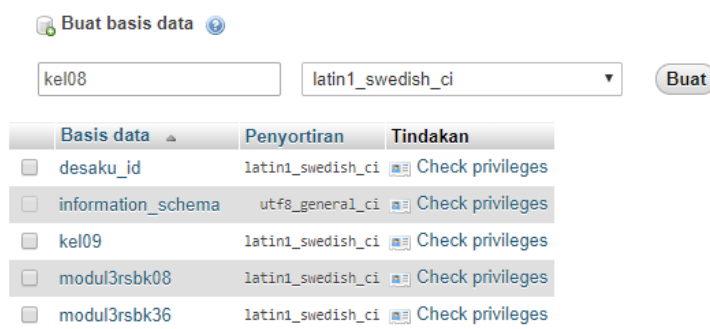 Buat basis data
kel08 latin1_swedish_ci Buat
Basis data Penyortiran Tindakan
desaku_id latin1_swedish_ci Check privileges
information_schema utf8_general_ci Check privileges
kel09 latin1_swedish_ci Check privileges
modul3rsbk08 latin1_swedish_ci Check privileges
modul3rsbk36 latin1_swedish_ci Check privileges